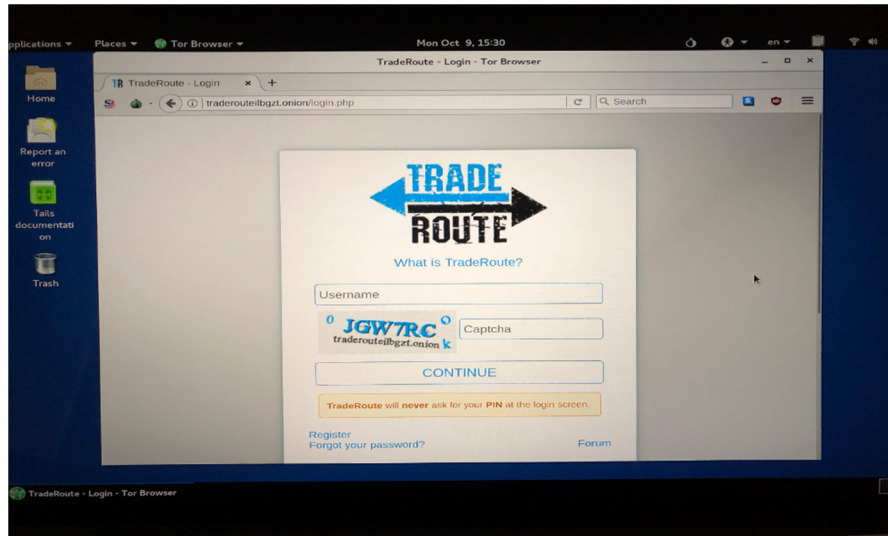 pplications Places Tor Browser Mon Oct 9, 15:30 en
TradeRoute - Login - Tor Browser
TR TradeRoute - Login × +
traderouteilbgzt.onion/login.php Search
Home
Report an
error
Tails
documentati
on
Trash
TRADE
ROUTE
What is TradeRoute?
Username
0 JGW7RC O
traderouteilbgzt.onion k
Captcha
CONTINUE
TradeRoute will never ask for your PIN at the login screen.
Register
Forgot your password?
Forum
TradeRoute - Login - Tor Browser